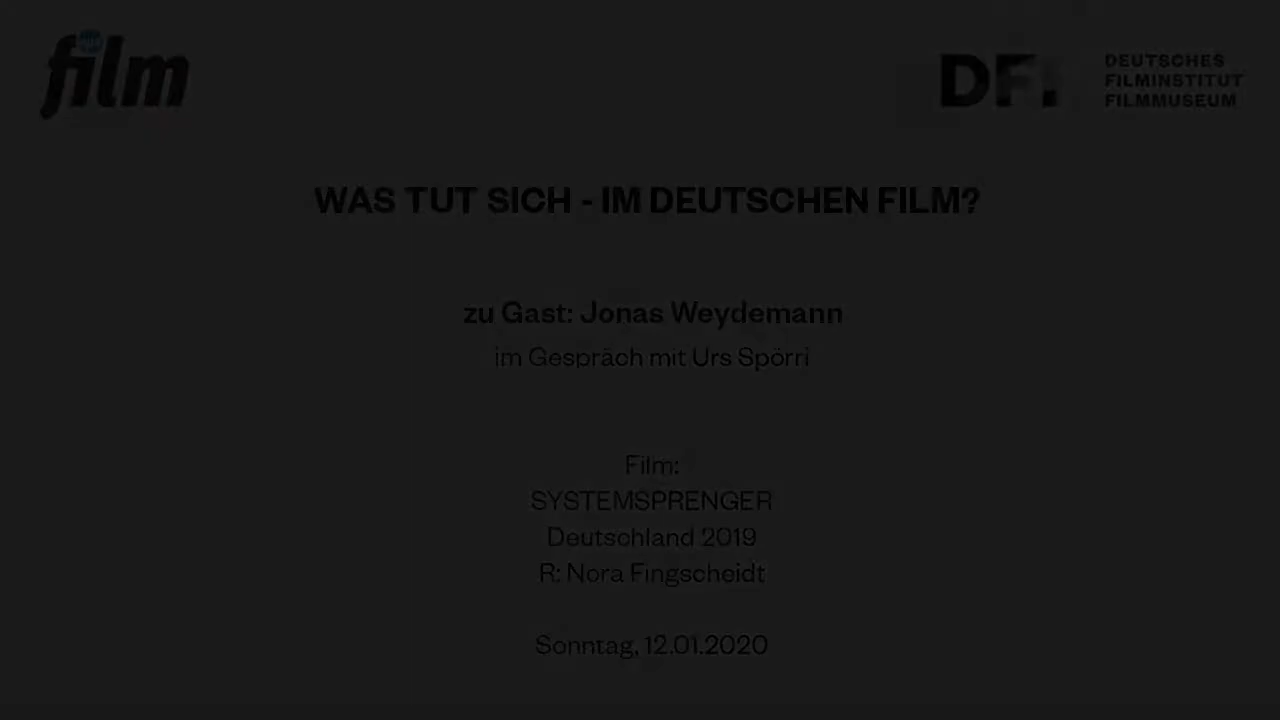 film
DF
DEUTSCHES
FILMINSTITUT
FILMMUSEUM
WAS TUT SICH - IM DEUTSCHEN FILM?
zu Gast: Jonas Weydemann
im Gespräch mit Urs Spörri
Film:
SYSTEMSPRENGER
Deutschland 2019
R: Nora Fingscheidt
Sonntag, 12.01.2020